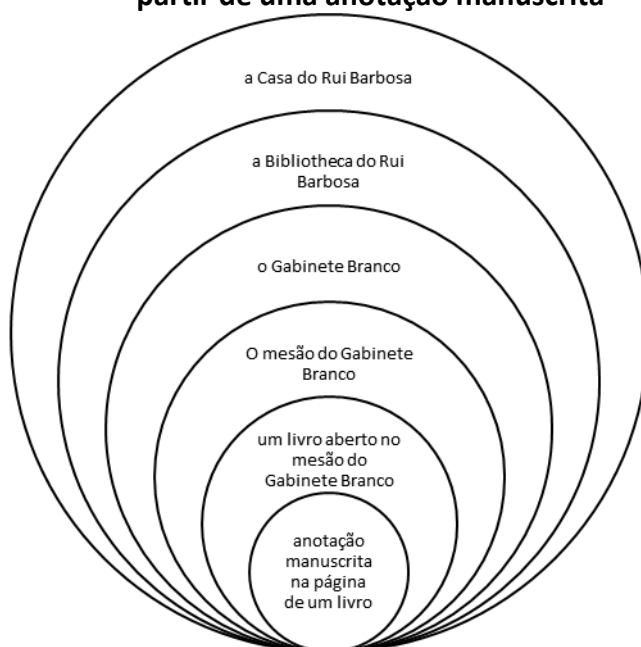 partir de uma anotação manuscrita
a Casa do Rui Barbosa
a Bibliotheca do Rui
Barbosa
o Gabinete Branco
O mesão do Gabinete
Branco
um livro aberto no
mesão do
Gabinete Branco
anotação
manuscrita
na página
de um livro